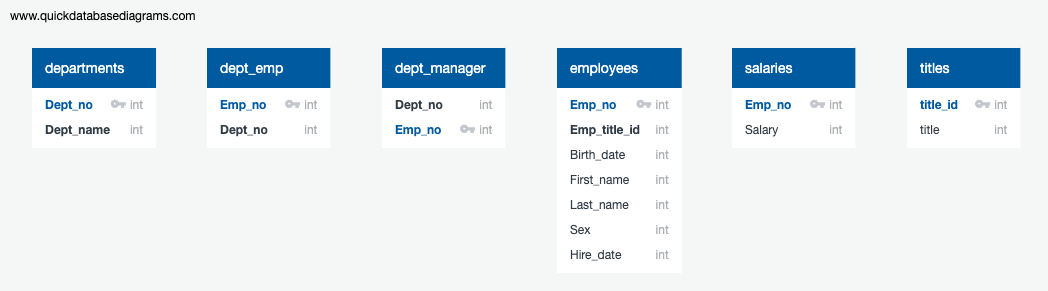 www.quickdatabasediagrams.com
departments
Dept_no int
Dept_name int
dept_emp
Emp_no int
Dept_no int
dept_manager
Dept_no int
Emp_no int
employees
Emp_no int
Emp_title_id int
Birth_date int
First_name int
Last_name int
Sex int
Hire_date int
salaries
Emp_no int
Salary int
titles
title_id int
title int